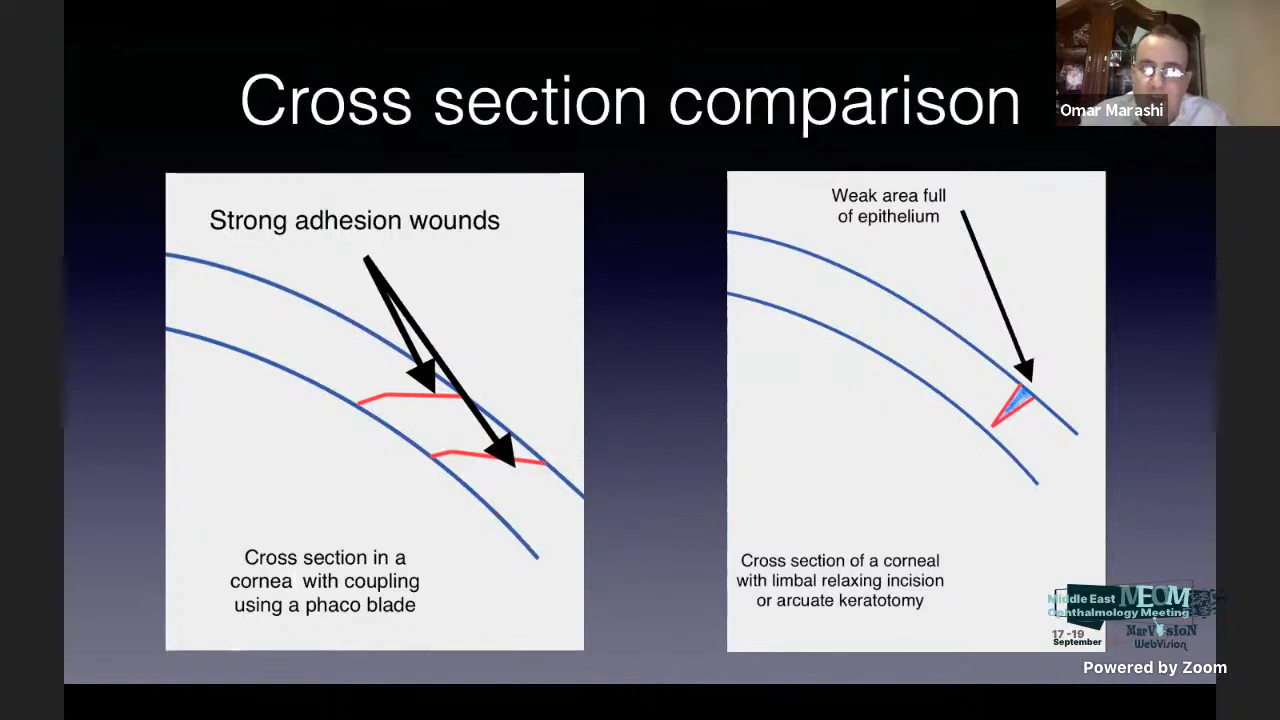 Cross section comparison
Omar Marashi
Strong adhesion wounds
Cross section in a
cornea with coupling
using a phaco blade
Weak area full
of epithelium
Cross section of a corneal
with limbal relaxing incision
or arcuate keratotomy
Middle East MEOM
Ophthalmology Meeting
17-19
September
MarVision
WebVision
Powered by Zoom